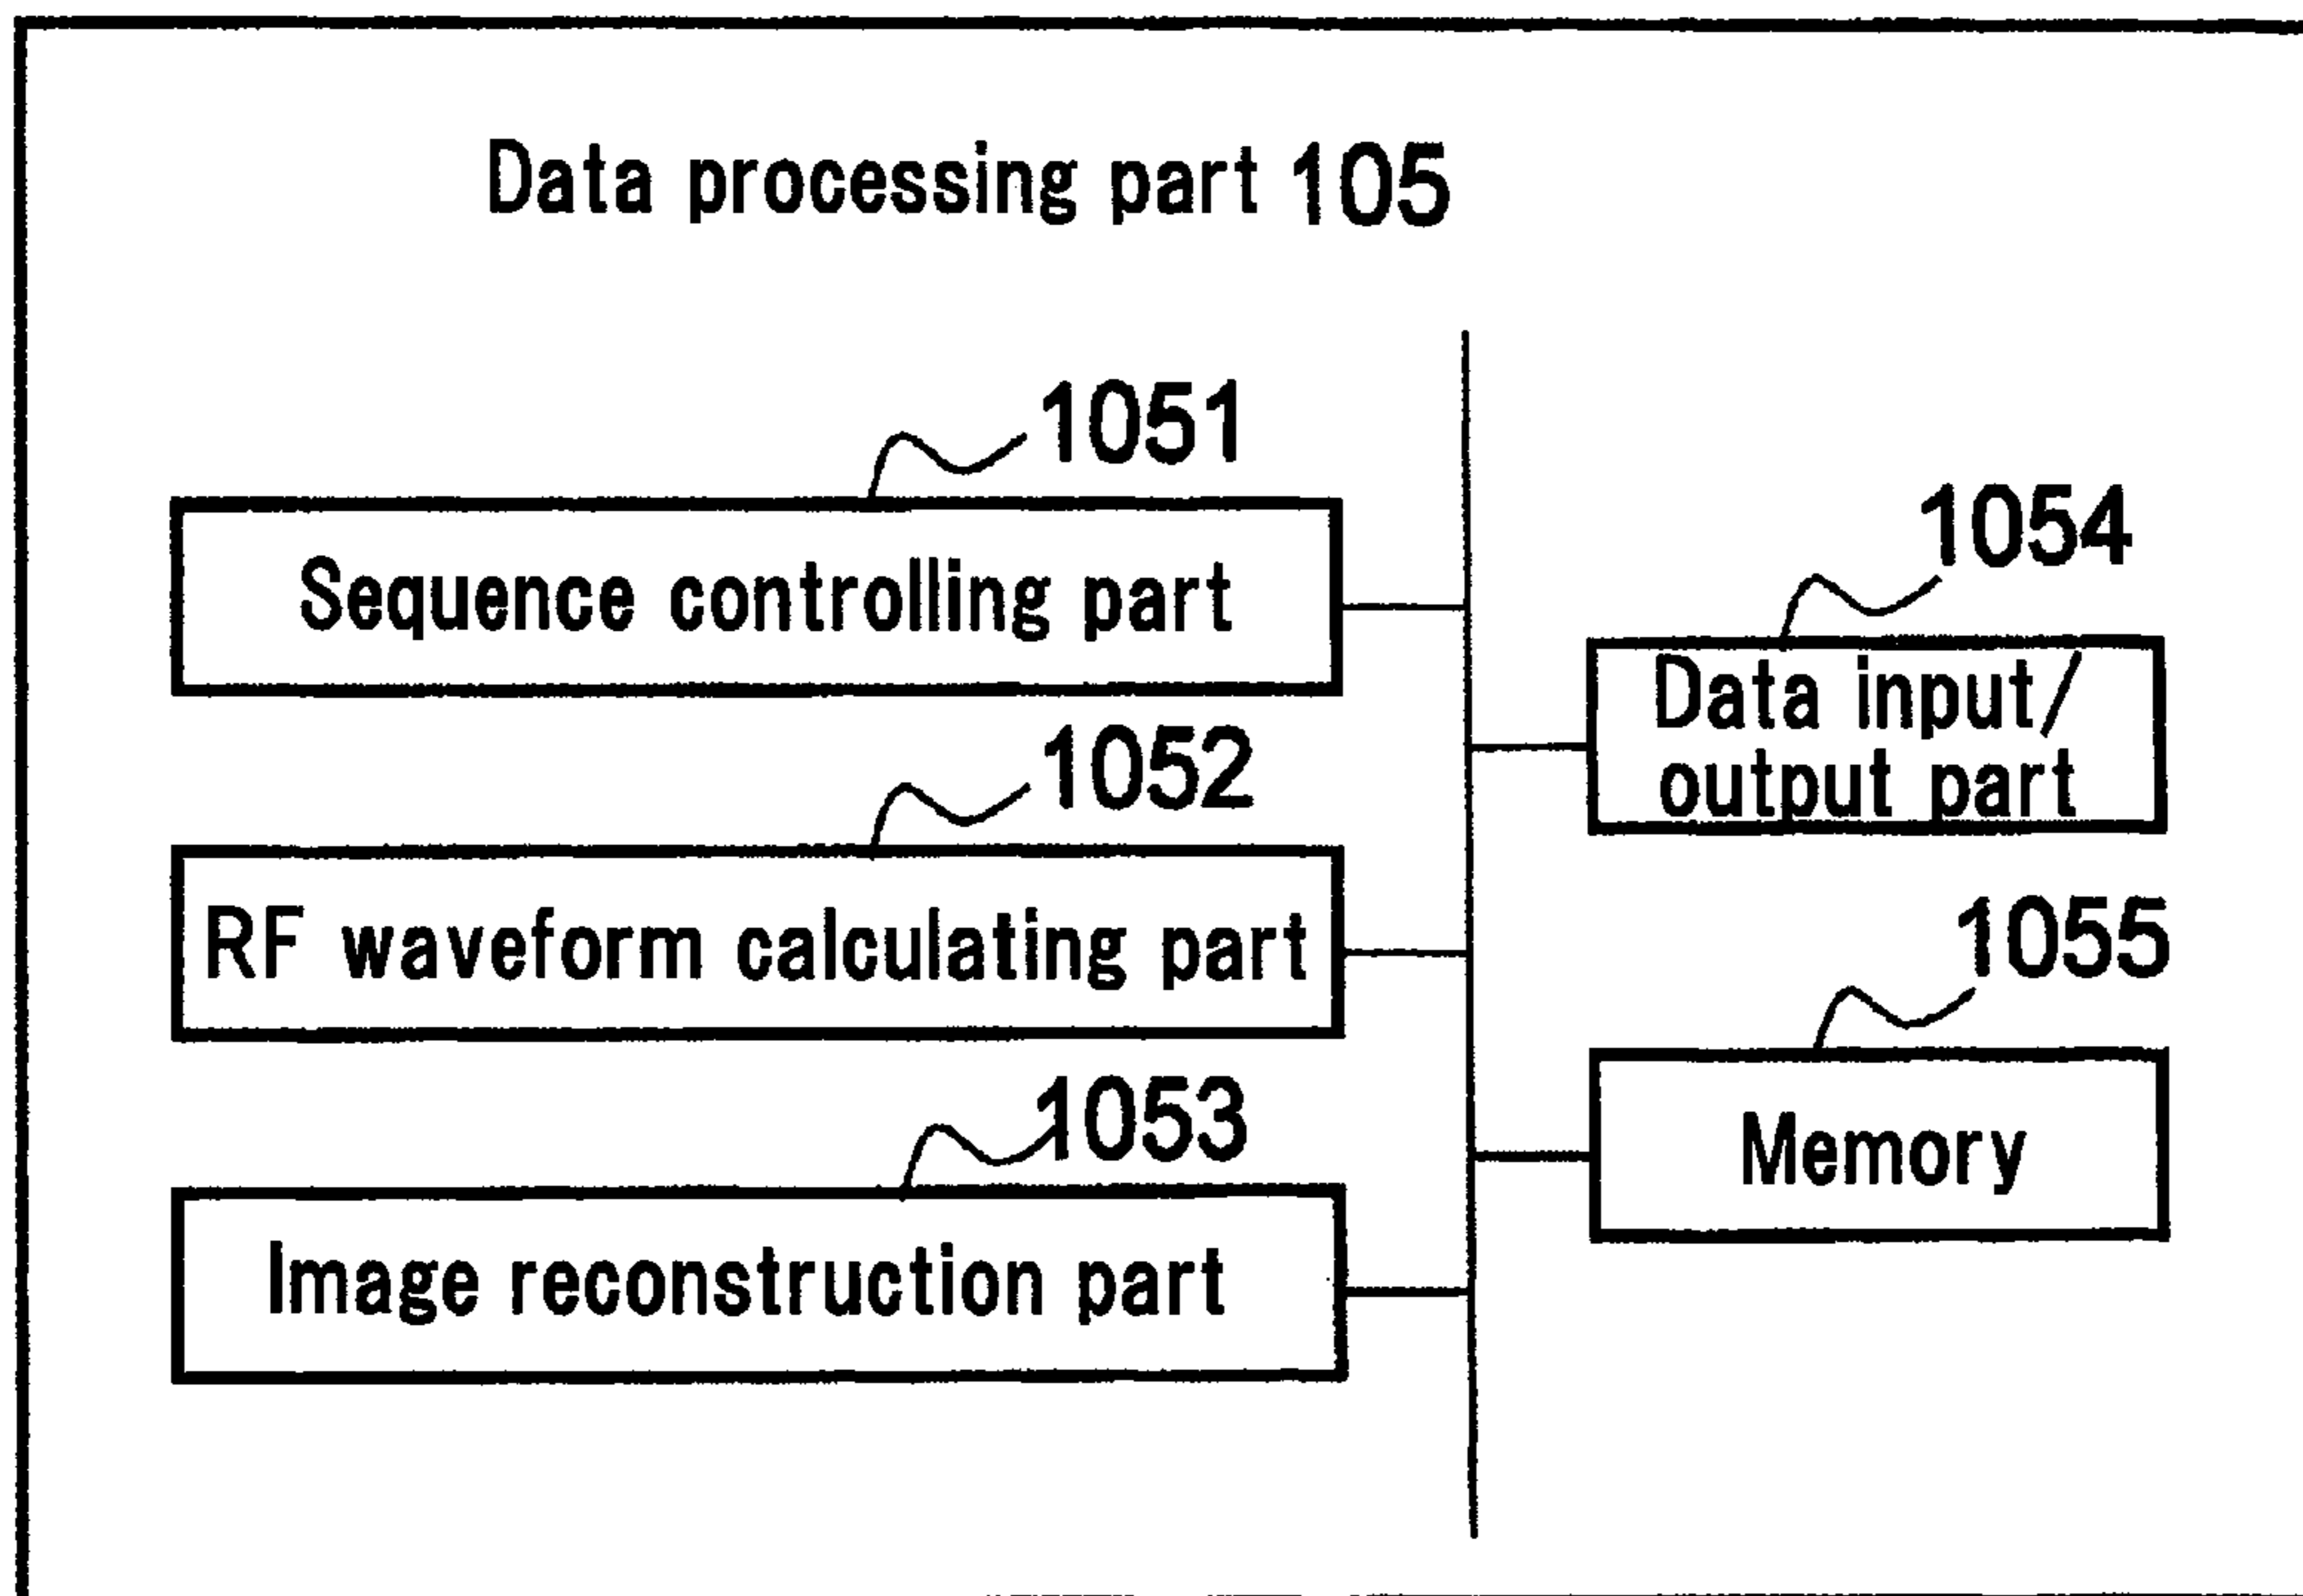 Data processing part 105
1051
Sequence controlling part
1052
RF waveform calculating part
1053
Image reconstruction part
1054
Data input/
output part
1055
Memory